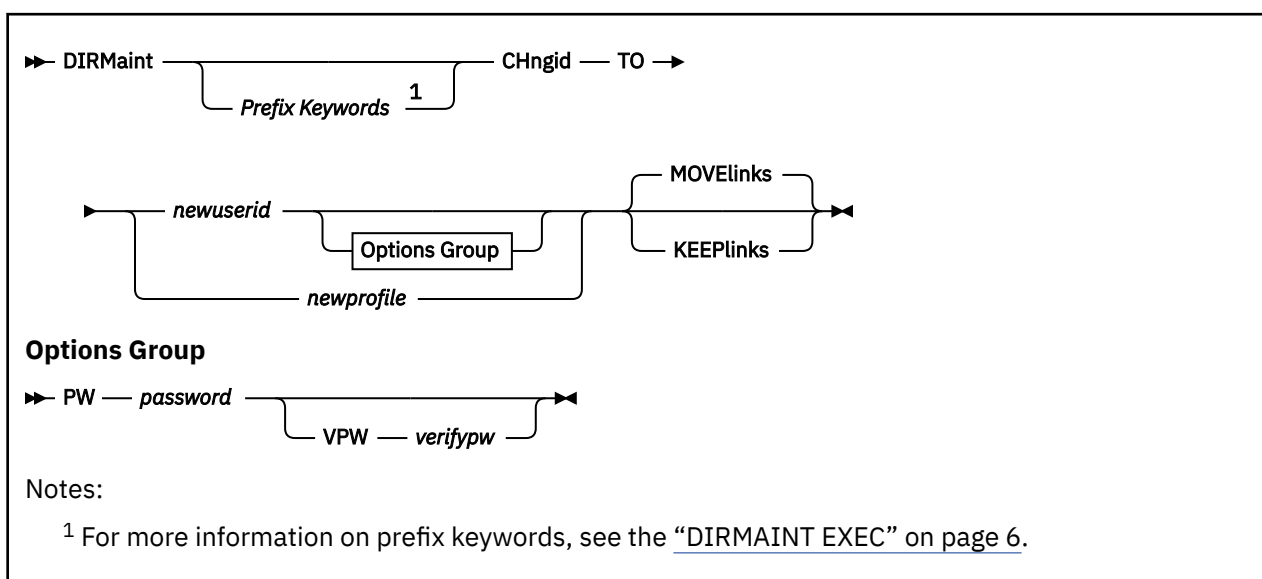 DIRMaint Prefix Keywords 1 CHngid TO
newuserid Options Group newprofile MOVElinks KEEPlinks
Options Group
PW password VPW verifypw
Notes:
1 For more information on prefix keywords, see the “DIRMAINT EXEC” on page 6.